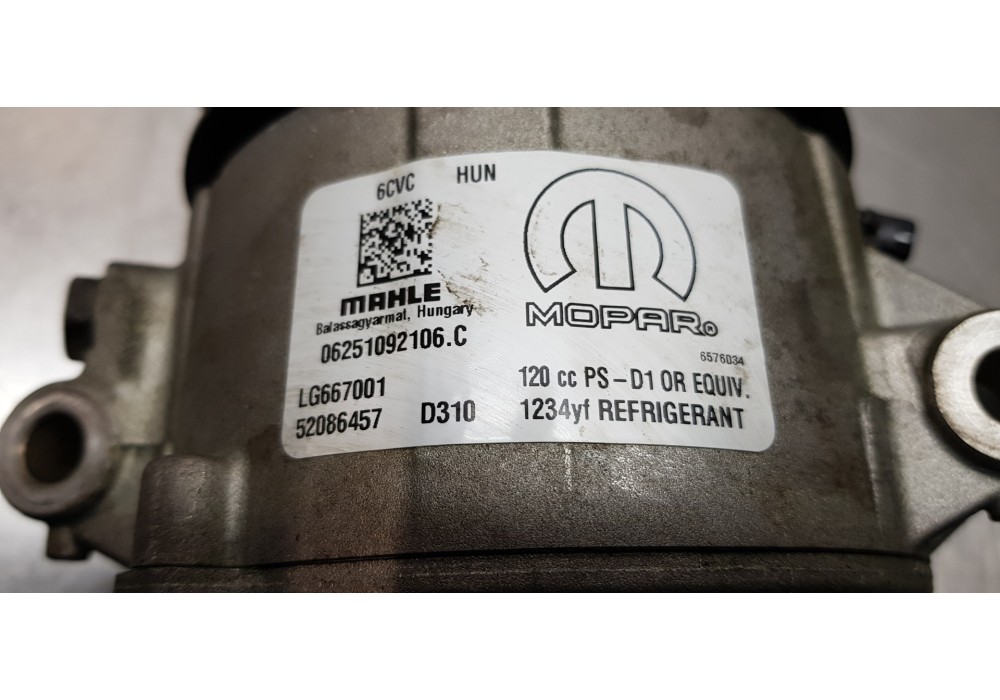 6CVC HUN
MAHLE
Balassagyarmat, Hungary
06251092106.C
MOPAR®
6576034
LG667001
52086457 D310
120 cc PS-D1 OR EQUIV.
1234yf REFRIGERANT